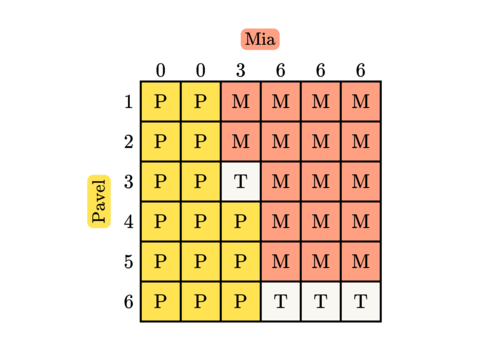 Mia
0 0 3 6 6 6
Pavel
1 P P M M M M
2 P P M M M M
3 P P T M M M
4 P P P M M M
5 P P P M M M
6 P P P T T T